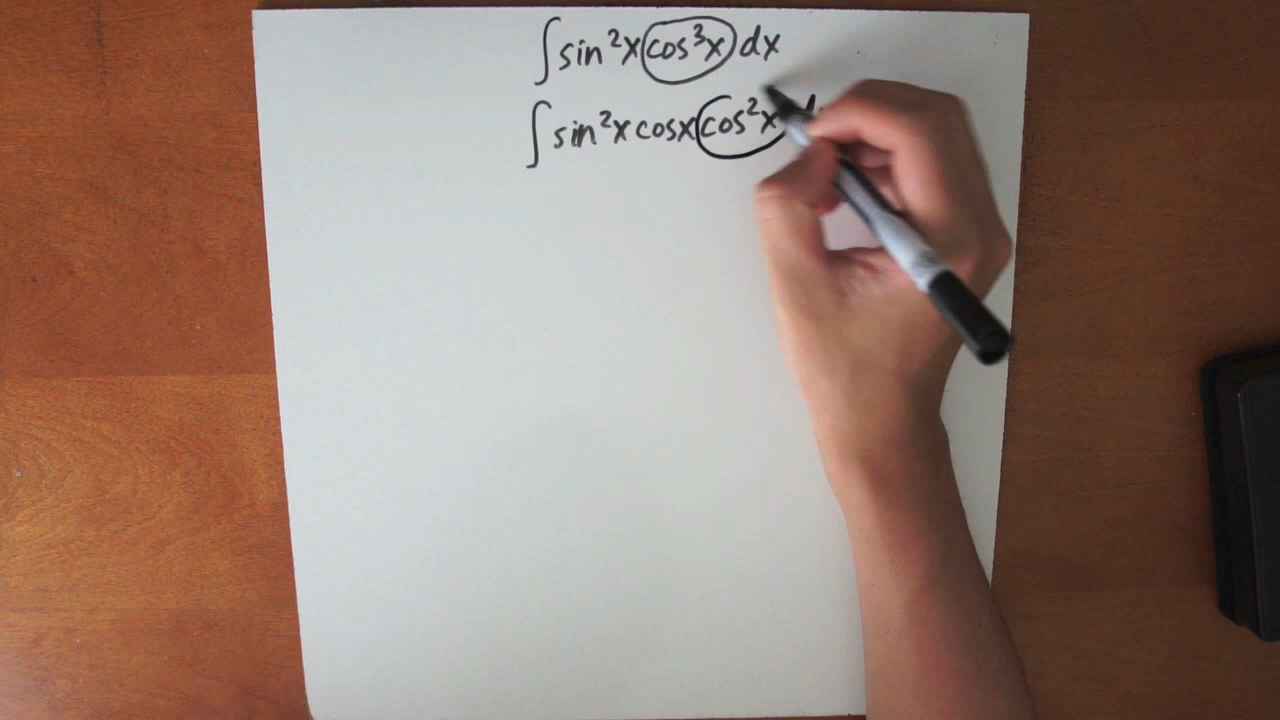 ∫sin²x cos³x dx
∫sin²x cosx cos²x d